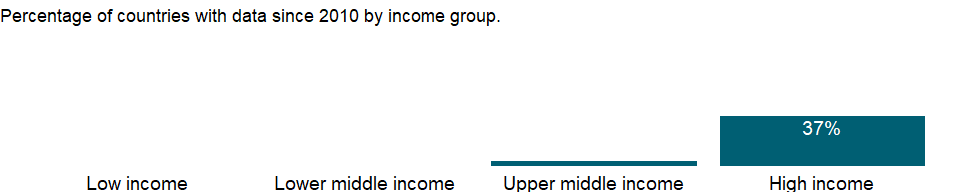 Percentage of countries with data since 2010 by income group.
37%
Low income Lower middle income Upper middle income High income